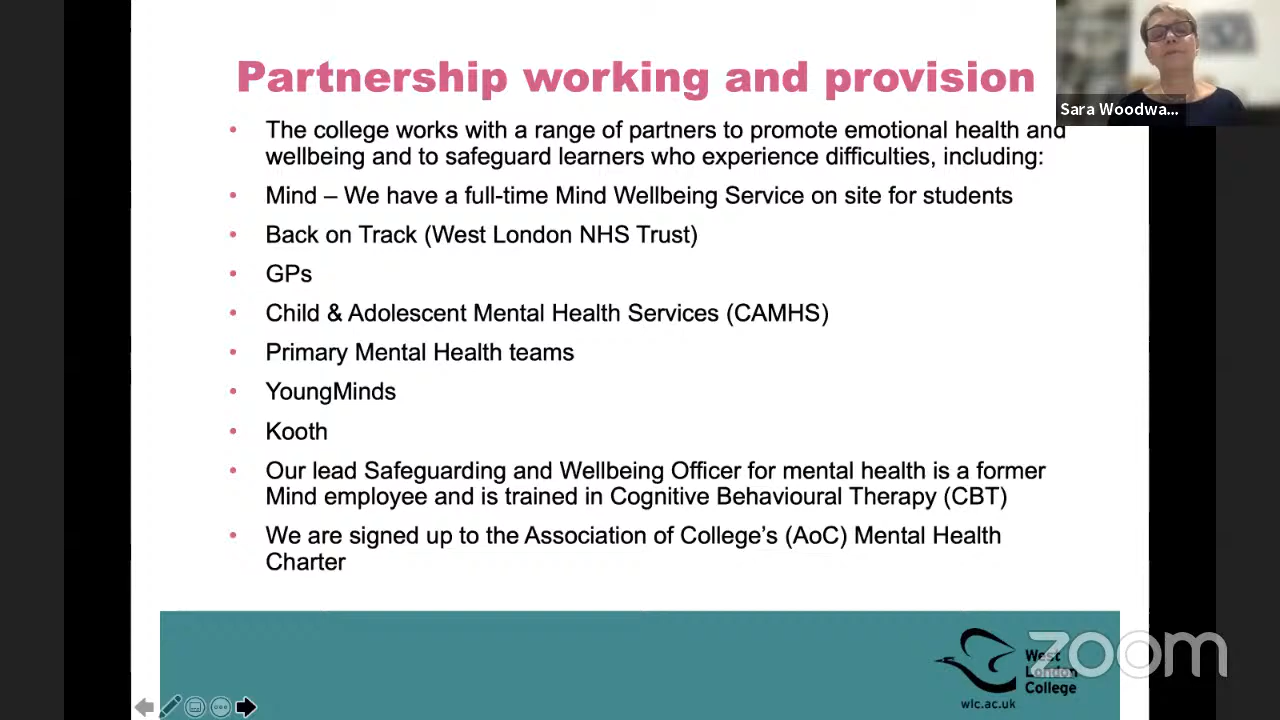 Partnership working and provision
Sara Woodwa...
• The college works with a range of partners to promote emotional health and
wellbeing and to safeguard learners who experience difficulties, including:
• Mind – We have a full-time Mind Wellbeing Service on site for students
• Back on Track (West London NHS Trust)
• GPs
• Child & Adolescent Mental Health Services (CAMHS)
• Primary Mental Health teams
• YoungMinds
• Kooth
• Our lead Safeguarding and Wellbeing Officer for mental health is a former
Mind employee and is trained in Cognitive Behavioural Therapy (CBT)
• We are signed up to the Association of College’s (AoC) Mental Health
Charter
West
London
College
wlc.ac.uk
zoom